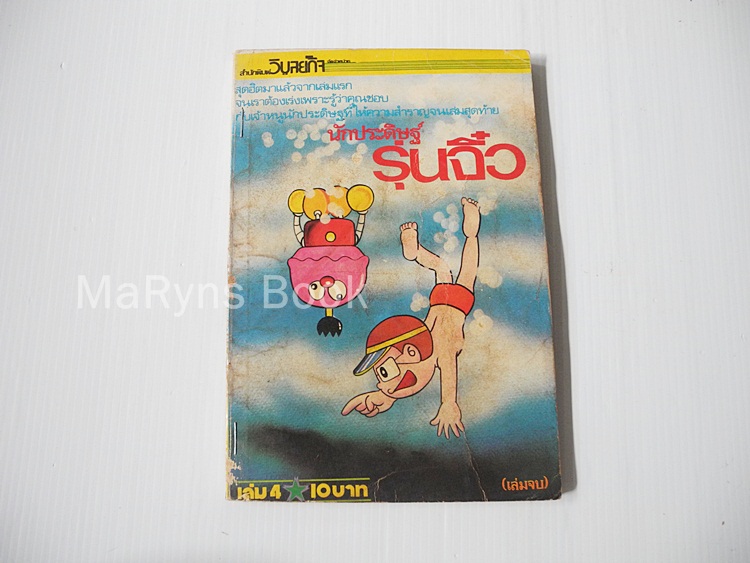 สำนักพิมพ์วิบูลย์กิจ
สุดฮิตมาแล้วจากเล่มแรก
จนเราต้องเร่งเพราะรู้ว่าคุณชอบ
กับเจ้าหนูนักประดิษฐ์ที่ให้ความสำราญจนเล่มสุดท้าย
นักประดิษฐ์
รุ่นจิ๋ว
MaRyns Book
เล่ม 4 10 บาท
(เล่มจบ)